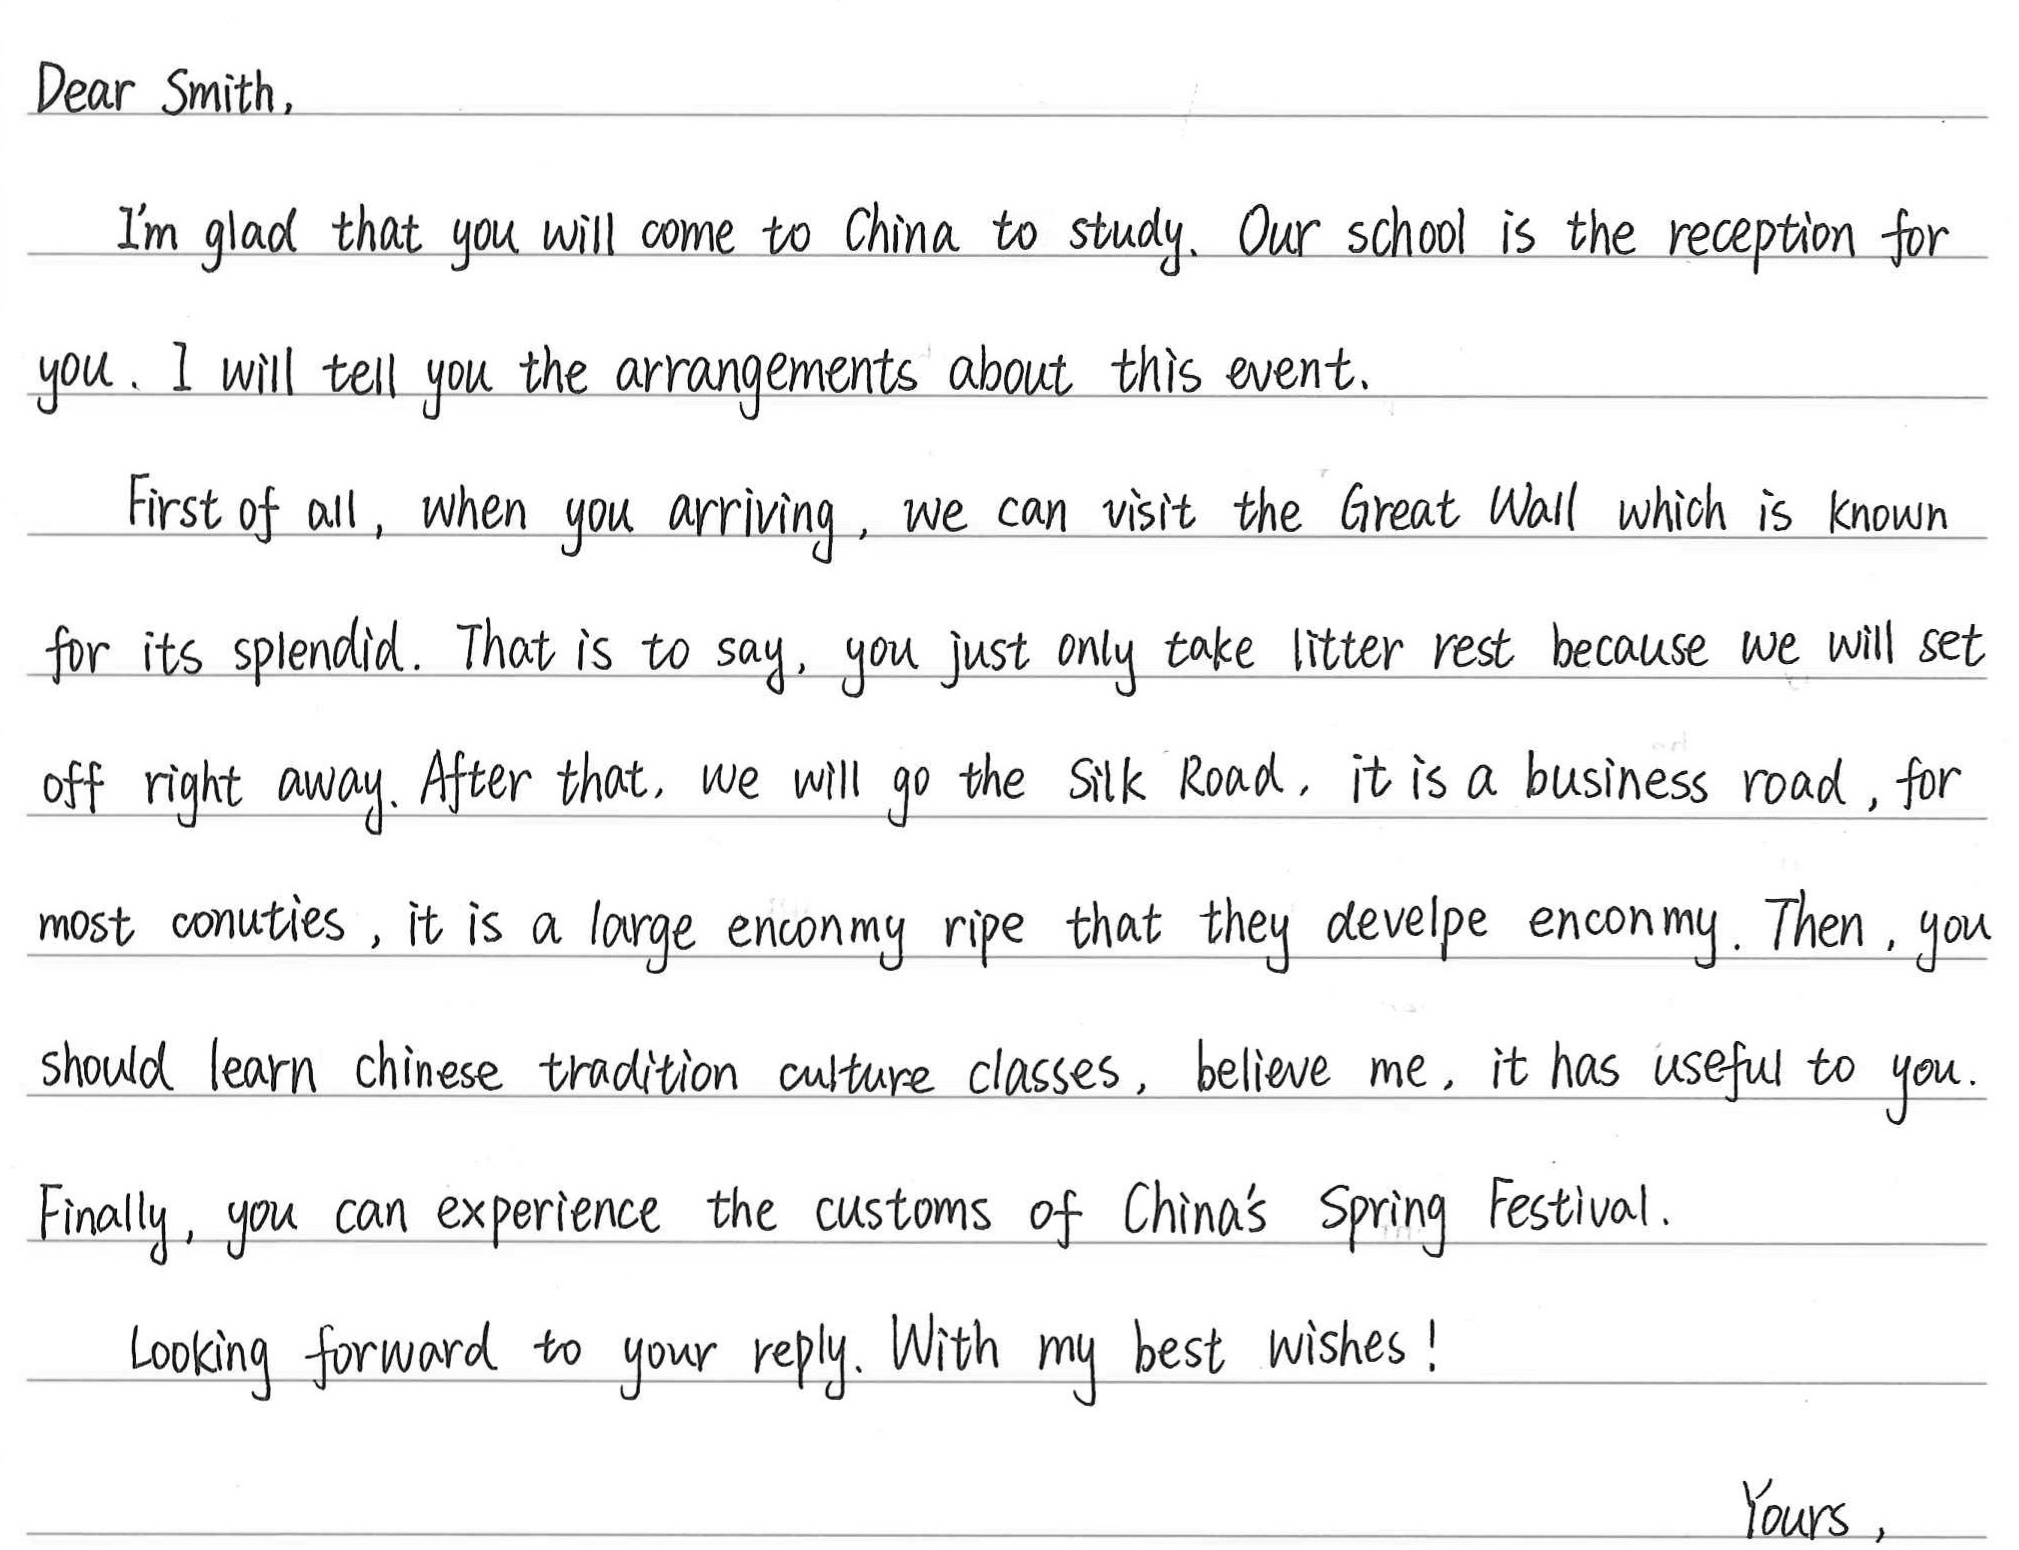 Dear Smith,
I'm glad that you will come to China to study. Our school is the reception for
you. I will tell you the arrangements about this event.
First of all, when you arriving, we can visit the Great Wall which is known
for its splendid. That is to say, you just only take litter rest because we will set
off right away. After that, we will go the Silk Road, it is a business road, for
most conuties, it is a large enconmy ripe that they develpe enconmy. Then, you
should learn chinese tradition culture classes, believe me, it has useful to you.
Finally, you can experience the customs of China's Spring Festival.
Looking forward to your reply. With my best wishes!
Yours,